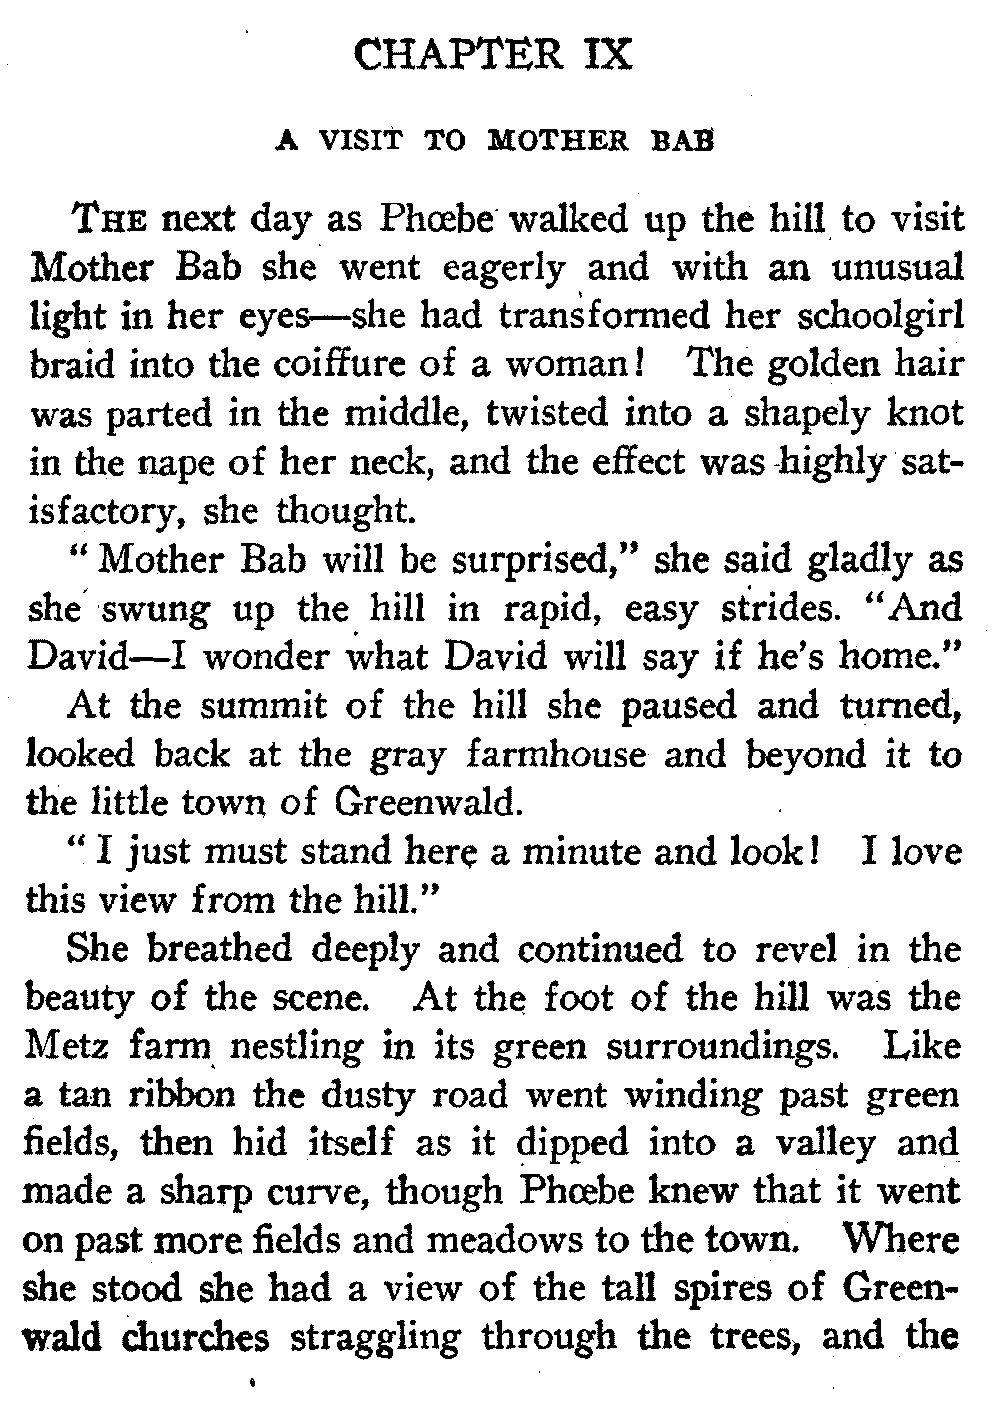 CHAPTER IX
A VISIT TO MOTHER BAB
THE next day as Phœbe walked up the hill to visit
Mother Bab she went eagerly and with an unusual
light in her eyes—she had transformed her schoolgirl
braid into the coiffure of a woman! The golden hair
was parted in the middle, twisted into a shapely knot
in the nape of her neck, and the effect was highly sat-
isfactory, she thought.
“ Mother Bab will be surprised,” she said gladly as
she swung up the hill in rapid, easy strides. “And
David—I wonder what David will say if he’s home.”
At the summit of the hill she paused and turned,
looked back at the gray farmhouse and beyond it to
the little town of Greenwald.
“ I just must stand here a minute and look! I love
this view from the hill.”
She breathed deeply and continued to revel in the
beauty of the scene. At the foot of the hill was the
Metz farm nestling in its green surroundings. Like
a tan ribbon the dusty road went winding past green
fields, then hid itself as it dipped into a valley and
made a sharp curve, though Phœbe knew that it went
on past more fields and meadows to the town. Where
she stood she had a view of the tall spires of Green-
wald churches straggling through the trees, and the